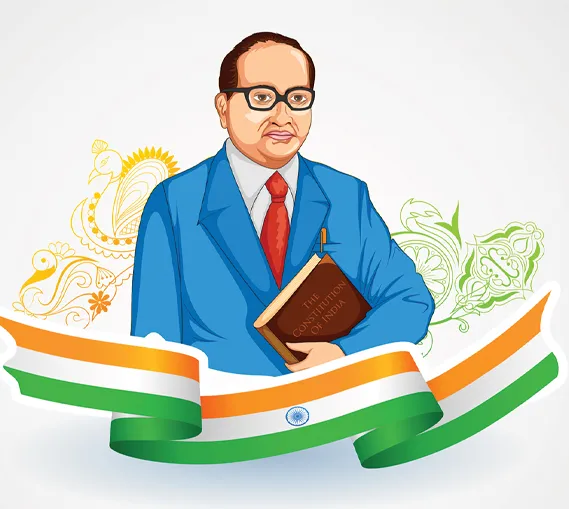 THE
CONSTITUTION
OF INDIA